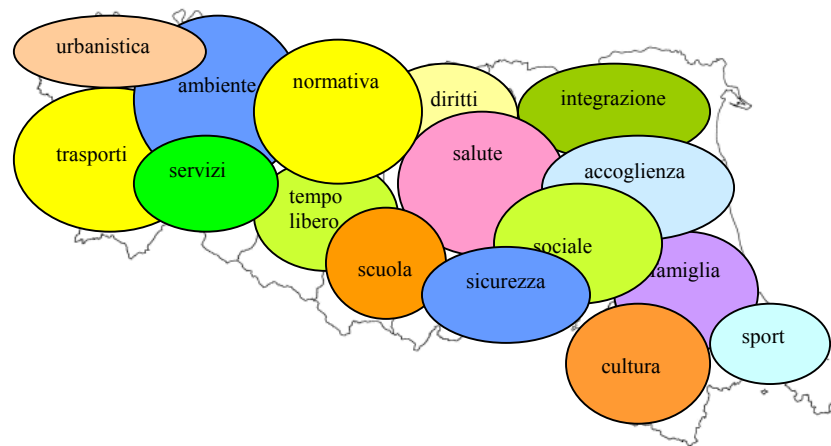 urbanistica
ambiente
normativa
diritti
integrazione
trasporti
servizi
salute
accoglienza
tempo
libero
scuola
sociale
sicurezza
famiglia
cultura
sport